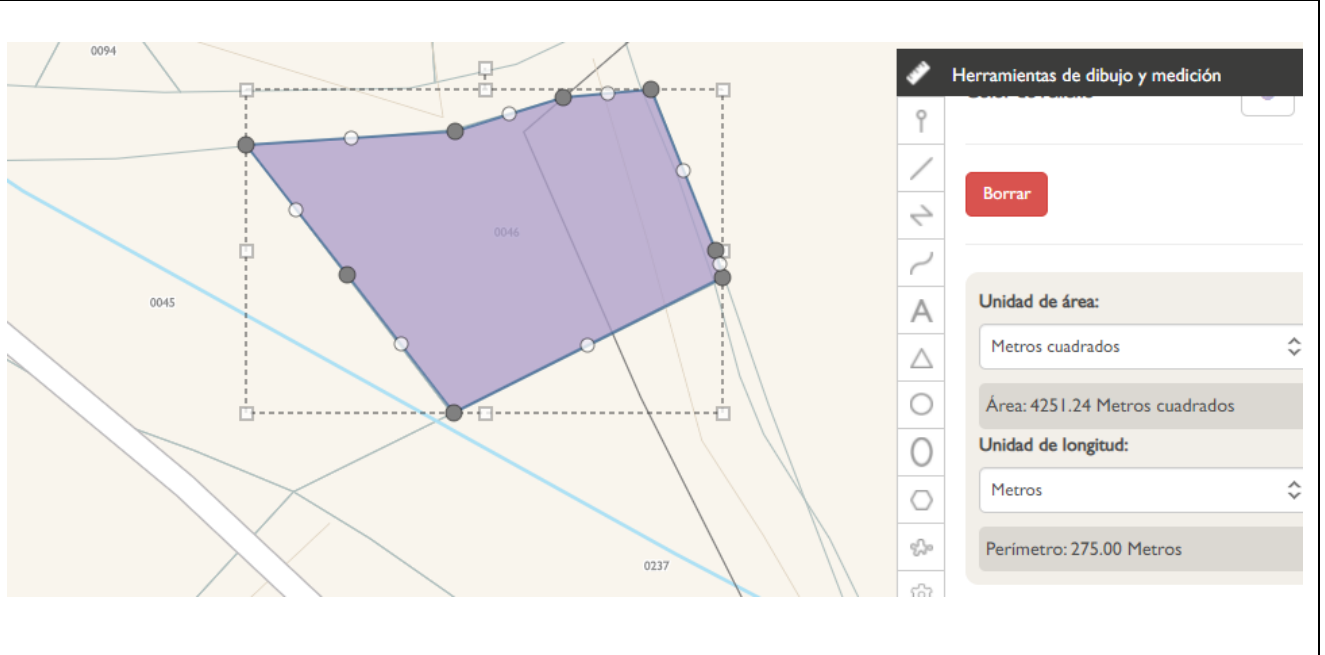 0094
0046
0045
0237
Herramientas de dibujo y medición
Borrar
Unidad de área:
Metros cuadrados
Área: 4251.24 Metros cuadrados
Unidad de longitud:
Metros
Perímetro: 275.00 Metros